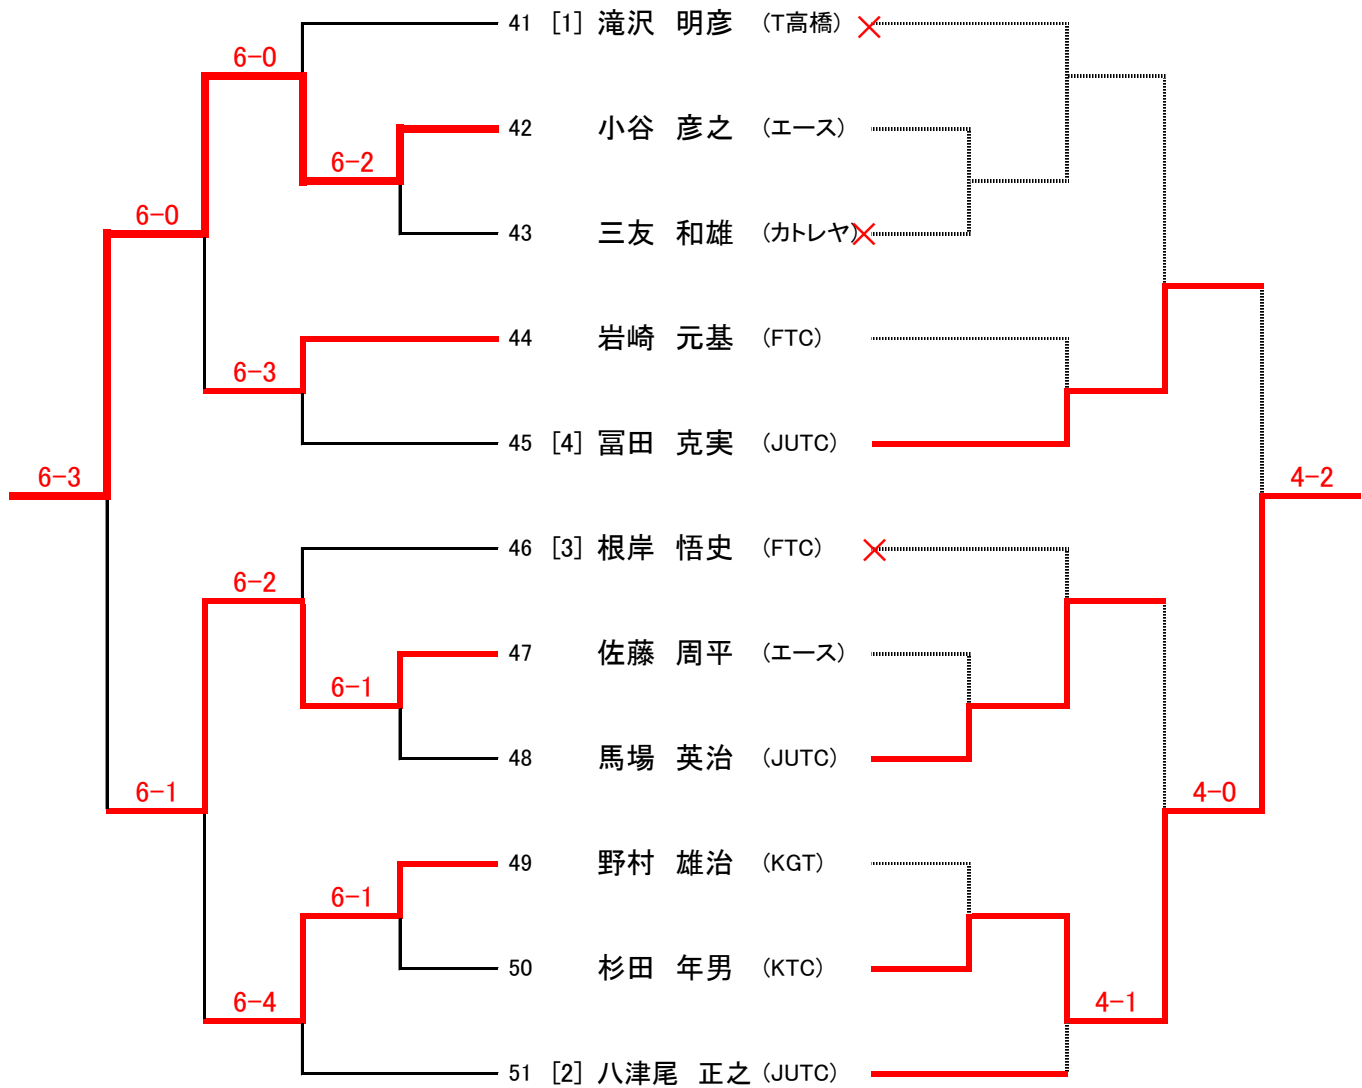 41 [1] 滝沢 明彦 (T高橋)
6-0
42 小谷 彦之 (エース)
6-2
6-0
43 三友 和雄 (カトレヤ)
44 岩崎 元基 (FTC)
6-3
45 [4] 冨田 克実 (JUTC)
6-3
4-2
46 [3] 根岸 悟史 (FTC)
6-2
47 佐藤 周平 (エース)
6-1
48 馬場 英治 (JUTC)
6-1
4-0
49 野村 雄治 (KGT)
6-1
50 杉田 年男 (KTC)
6-4
4-1
51 [2] 八津尾 正之 (JUTC)